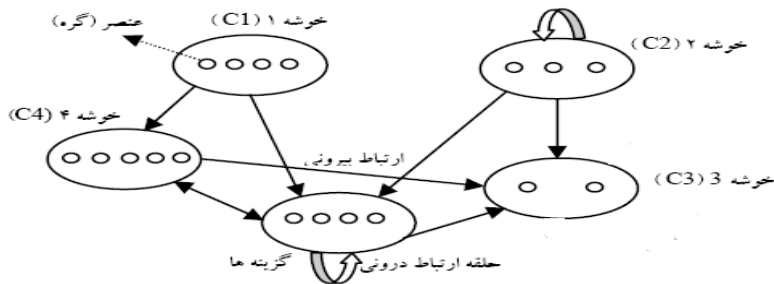 عنصر (گره)
خوشه ۱ (C1)
خوشه ۲ (C2)
خوشه ۴ (C4)
ارتباط بیرونی
خوشه 3 (C3)
گزینه ها
حلقه ارتباط درونی